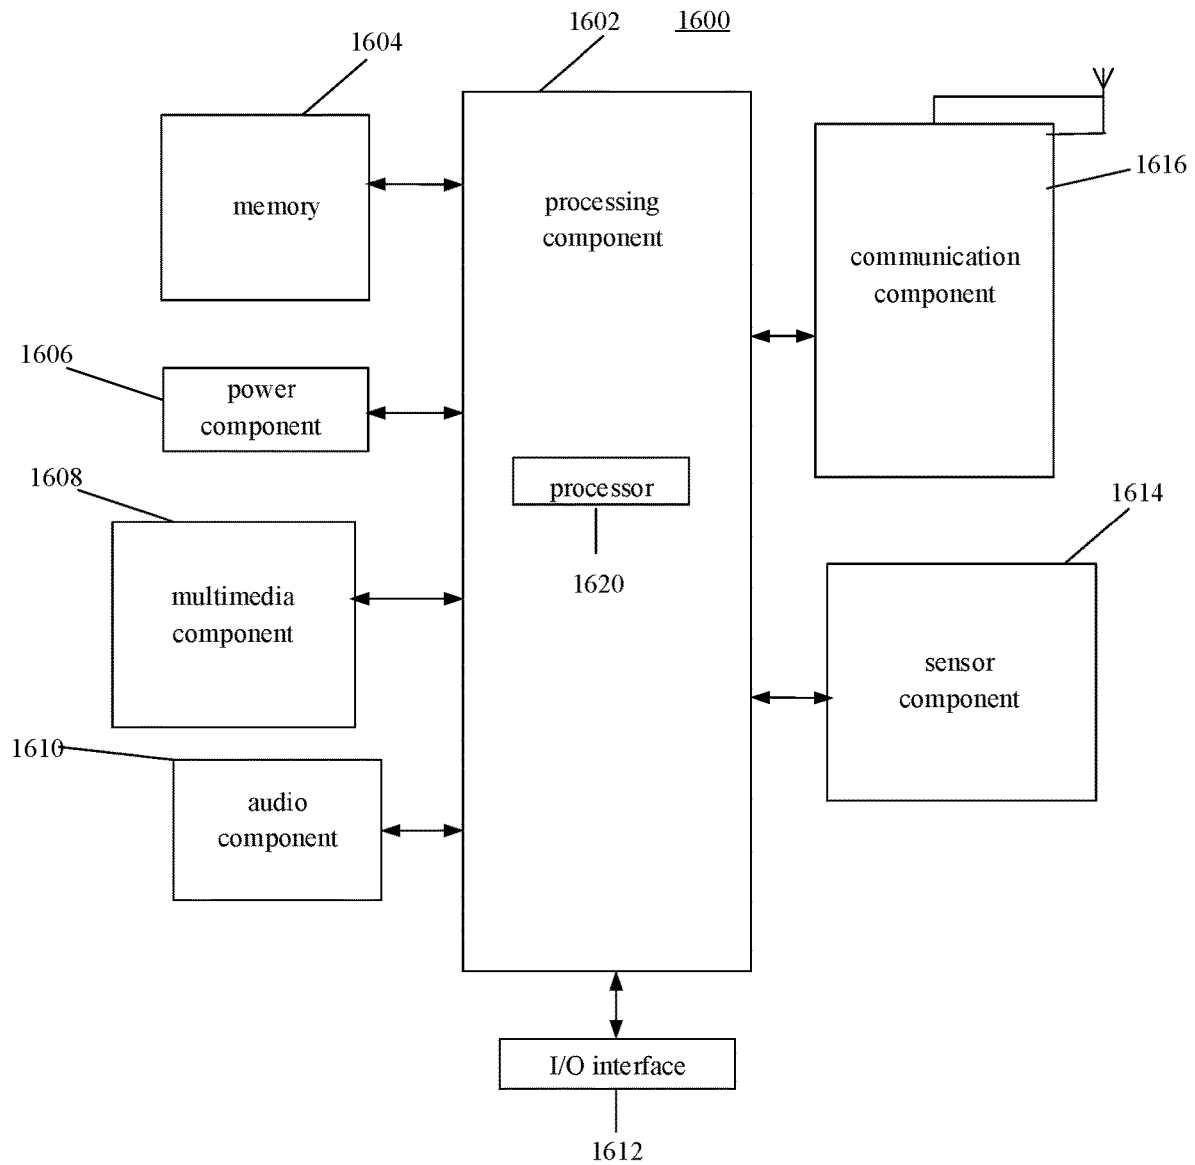 1600
1602
1604
memory
processing
component
1616
communication
component
1606
power
component
1608
processor
1620
1614
multimedia
component
sensor
component
1610
audio
component
I/O interface
1612